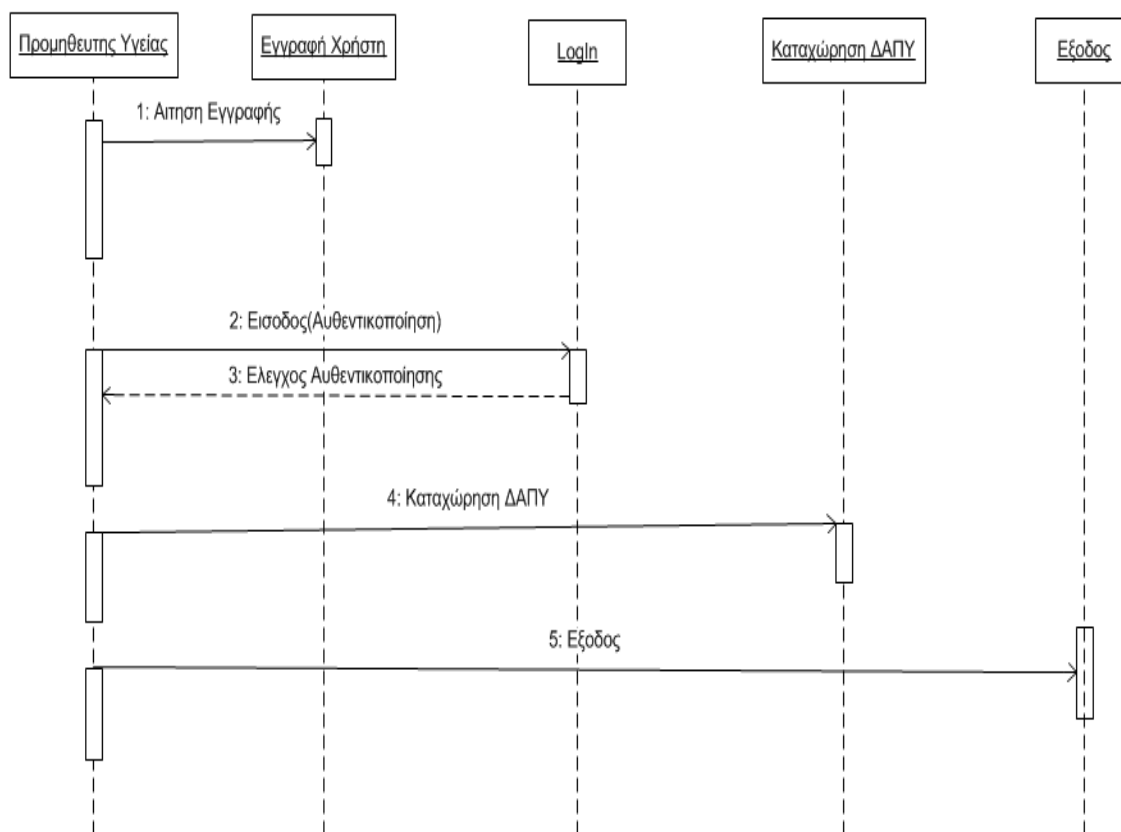 Προμηθευτης Υγείας
Εγγραφή Χρήστη
LogIn
Καταχώρηση ΔΑΠΥ
Εξοδος
1: Αιτηση Εγγραφής
2: Εισοδος(Αυθεντικοποίηση)
3: Ελεγχος Αυθεντικοποίησης
4: Καταχώρηση ΔΑΠΥ
5: Εξοδος